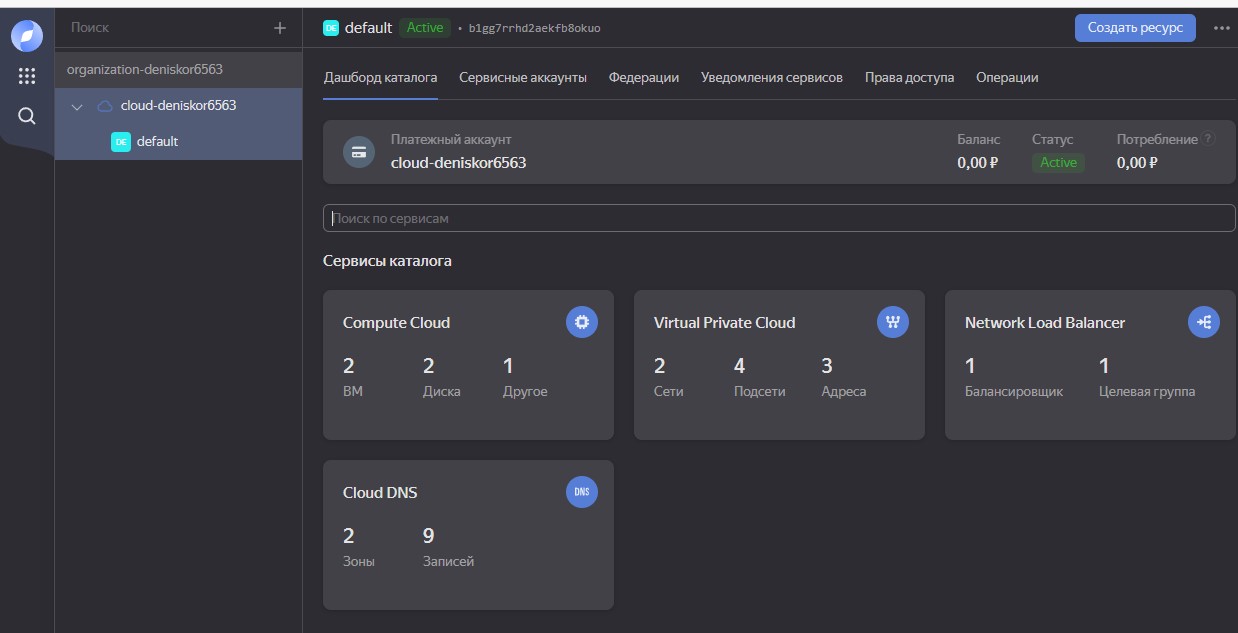 Поиск
organization-deniskor6563
cloud-deniskor6563
DE default
DE default Active • b1gg7rrhd2aekfb8okuo
Создать ресурс
Дашборд каталога Сервисные аккаунты Федерации Уведомления сервисов Права доступа Операции
Платежный аккаунт
cloud-deniskor6563
Баланс Статус Потребление ?
0,00 ₽ Active 0,00 ₽
Поиск по сервисам
Сервисы каталога
Compute Cloud
2 2 1
ВМ Диска Другое
Virtual Private Cloud
2 4 3
Сети Подсети Адреса
Network Load Balancer
1 1
Балансировщик Целевая группа
Cloud DNS
DNS
2 9
Зоны Записей